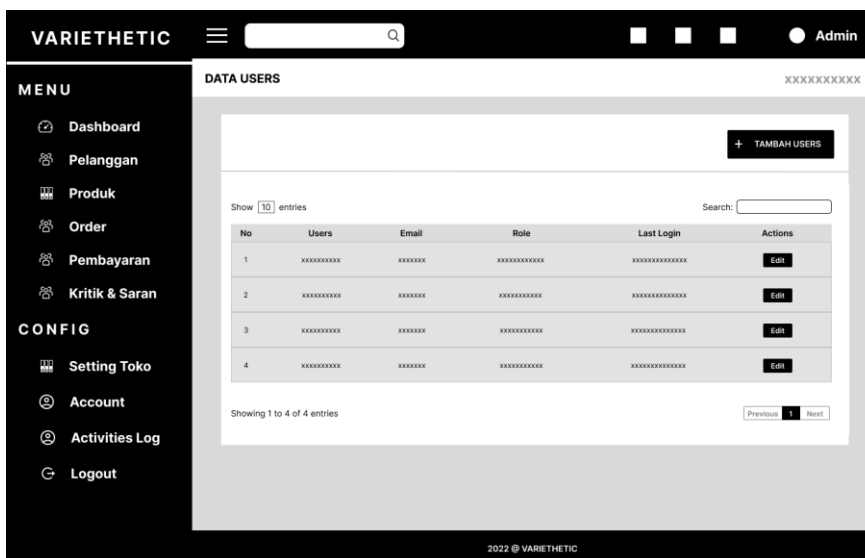 VARIETHETIC
Admin
MENU
Dashboard
Pelanggan
Produk
Order
Pembayaran
Kritik & Saran
CONFIG
Setting Toko
Account
Activities Log
Logout
DATA USERS
XXXXXXXXXX
+ TAMBAH USERS
Show 10 entries
Search:
No Users Email Role Last Login Actions
1 xxxxxxxxxx xxxxxxx xxxxxxxxxxxx xxxxxxxxxxxxxx Edit
2 xxxxxxxxxx xxxxxxx xxxxxxxxxxx xxxxxxxxxxxxxx Edit
3 xxxxxxxxxx xxxxxxx xxxxxxxxxxx xxxxxxxxxxxxxx Edit
4 xxxxxxxxxx xxxxxxx xxxxxxxxxxx xxxxxxxxxxxxxx Edit
Showing 1 to 4 of 4 entries
Previous 1 Next
2022 @ VARIETHETIC